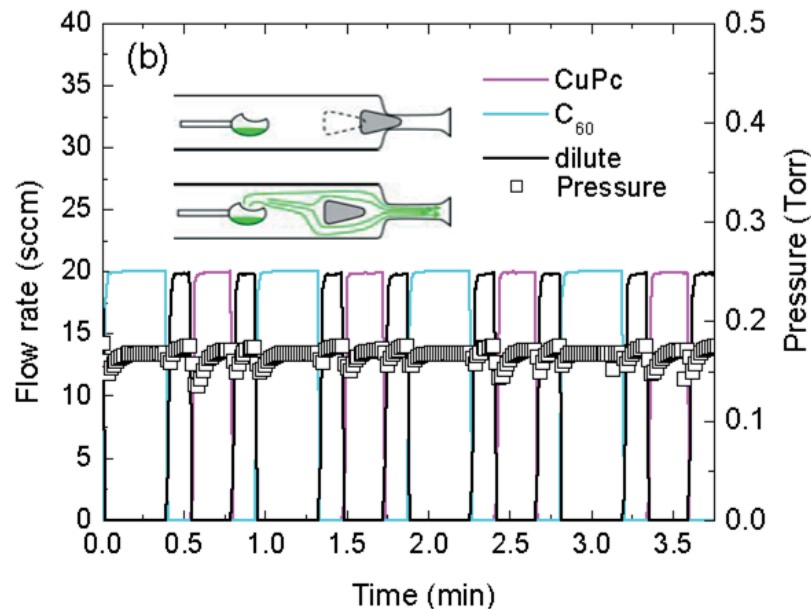 (b)
CuPc
C₆₀
dilute
Pressure
Flow rate (sccm)
40
35
30
25
20
15
10
5
0
Pressure (Torr)
0.5
0.4
0.3
0.2
0.1
0.0
0.0 0.5 1.0 1.5 2.0 2.5 3.0 3.5
Time (min)